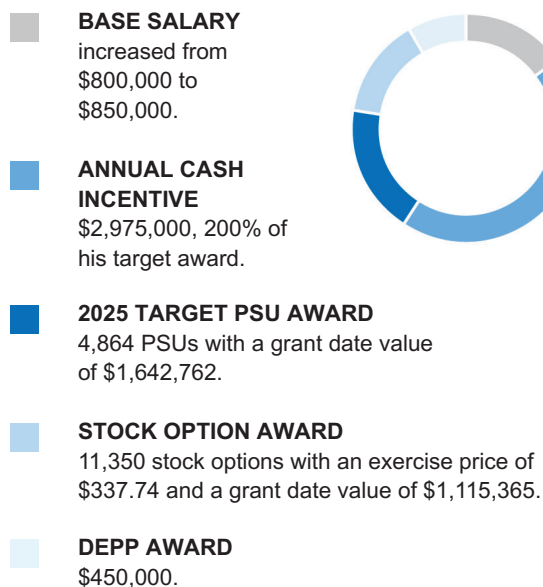 BASE SALARY
increased from
$800,000 to
$850,000.
ANNUAL CASH
INCENTIVE
$2,975,000, 200% of
his target award.
2025 TARGET PSU AWARD
4,864 PSUs with a grant date value
of $1,642,762.
STOCK OPTION AWARD
11,350 stock options with an exercise price of
$337.74 and a grant date value of $1,115,365.
DEPP AWARD
$450,000.